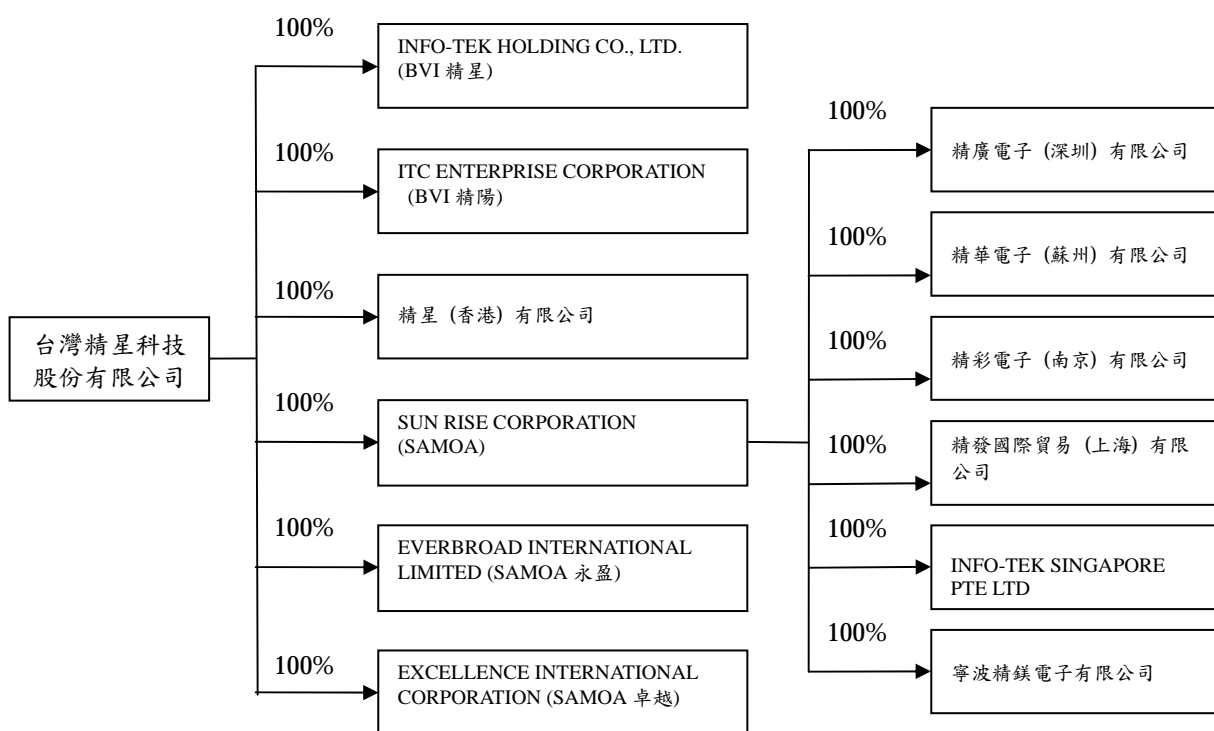 台灣精星科技
股份有限公司
100%
INFO-TEK HOLDING CO., LTD.
(BVI 精星)
100%
ITC ENTERPRISE CORPORATION
(BVI 精陽)
100%
精星 (香港) 有限公司
100%
SUN RISE CORPORATION
(SAMOA)
100%
EVERBROAD INTERNATIONAL
LIMITED (SAMOA 永盈)
100%
EXCELLENCE INTERNATIONAL
CORPORATION (SAMOA 卓越)
100%
精廣電子 (深圳) 有限公司
100%
精華電子 (蘇州) 有限公司
100%
精彩電子 (南京) 有限公司
100%
精發國際貿易 (上海) 有限
公司
100%
INFO-TEK SINGAPORE
PTE LTD
100%
寧波精鎂電子有限公司